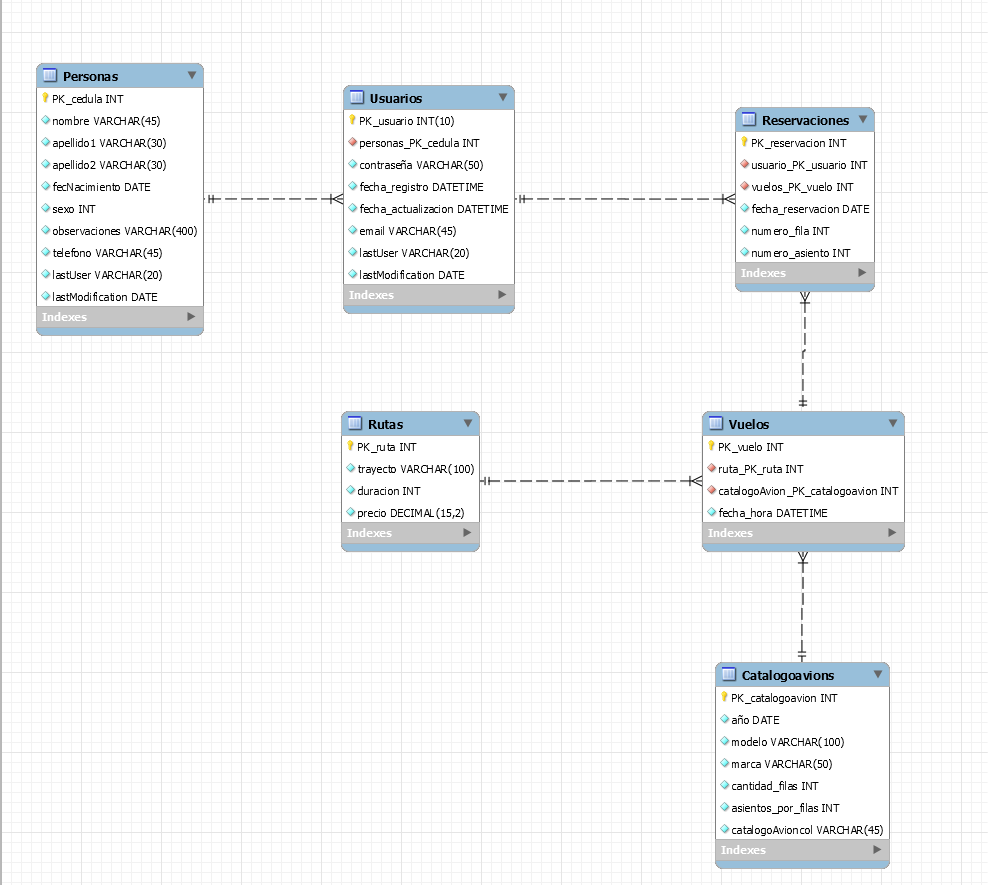 Personas
PK_cedula INT
nombre VARCHAR(45)
apellido1 VARCHAR(30)
apellido2 VARCHAR(30)
fecNacimiento DATE
sexo INT
observaciones VARCHAR(400)
telefono VARCHAR(45)
lastUser VARCHAR(20)
lastModification DATE
Indexes
Usuarios
PK_usuario INT(10)
personas_PK_cedula INT
contraseña VARCHAR(50)
fecha_registro DATETIME
fecha_actualizacion DATETIME
email VARCHAR(45)
lastUser VARCHAR(20)
lastModification DATE
Indexes
Reservaciones
PK_reservacion INT
usuario_PK_usuario INT
vuelos_PK_vuelo INT
fecha_reservacion DATE
numero_fila INT
numero_asiento INT
Indexes
Rutas
PK_ruta INT
trayecto VARCHAR(100)
duracion INT
precio DECIMAL(15,2)
Indexes
Vuelos
PK_vuelo INT
ruta_PK_ruta INT
catalogoAvion_PK_catalogoavion INT
fecha_hora DATETIME
Indexes
Catalogoavions
PK_catalogoavion INT
año DATE
modelo VARCHAR(100)
marca VARCHAR(50)
cantidad_filas INT
asientos_por_filas INT
catalogoAvioncol VARCHAR(45)
Indexes